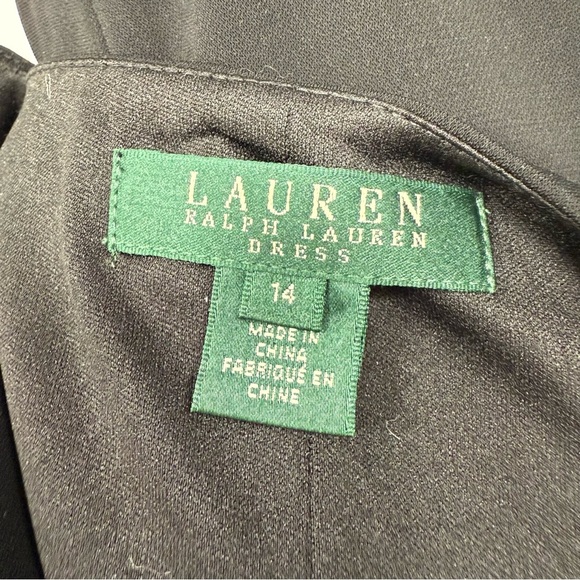 LAUREN
RALPH LAUREN
DRESS
14
MADE IN
CHINA
FABRIQUÉ EN
CHINE